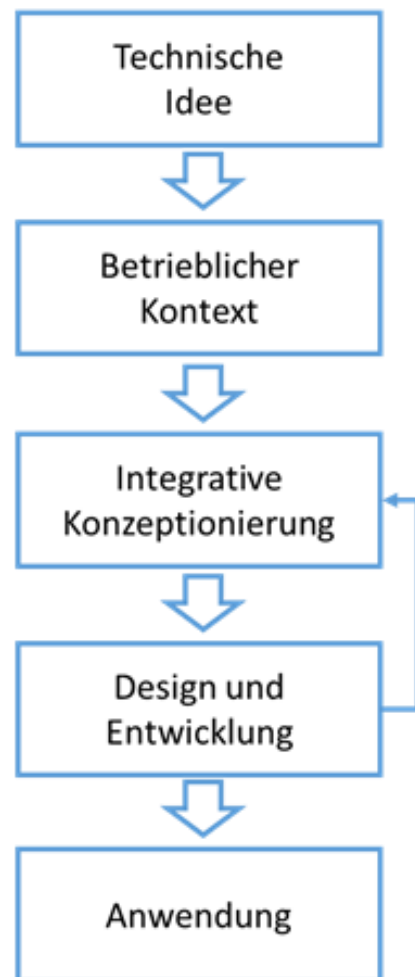 Technische
Idee
Betrieblicher
Kontext
Integrative
Konzeptionierung
Design und
Entwicklung
Anwendung